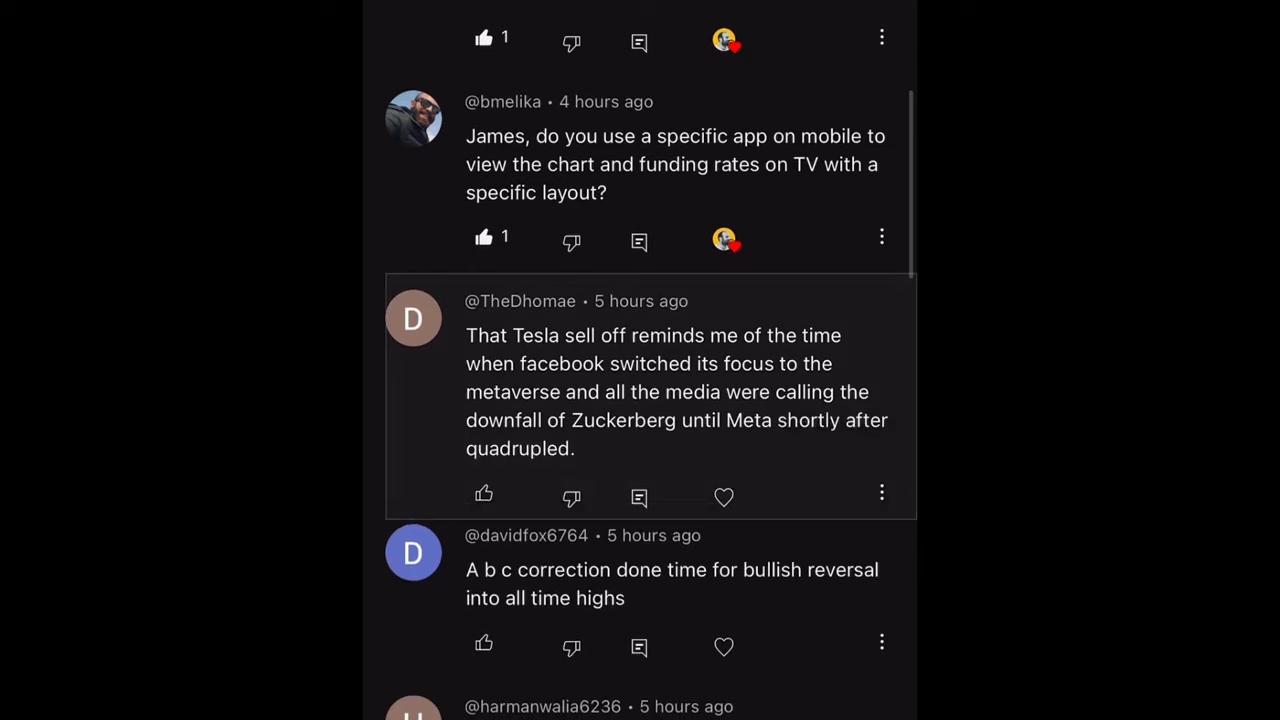 1
@bmelika • 4 hours ago
James, do you use a specific app on mobile to
view the chart and funding rates on TV with a
specific layout?
1
D
@TheDhomae • 5 hours ago
That Tesla sell off reminds me of the time
when facebook switched its focus to the
metaverse and all the media were calling the
downfall of Zuckerberg until Meta shortly after
quadrupled.
D
@davidfox6764 • 5 hours ago
A b c correction done time for bullish reversal
into all time highs
@harmanwalia6236 • 5 hours ago